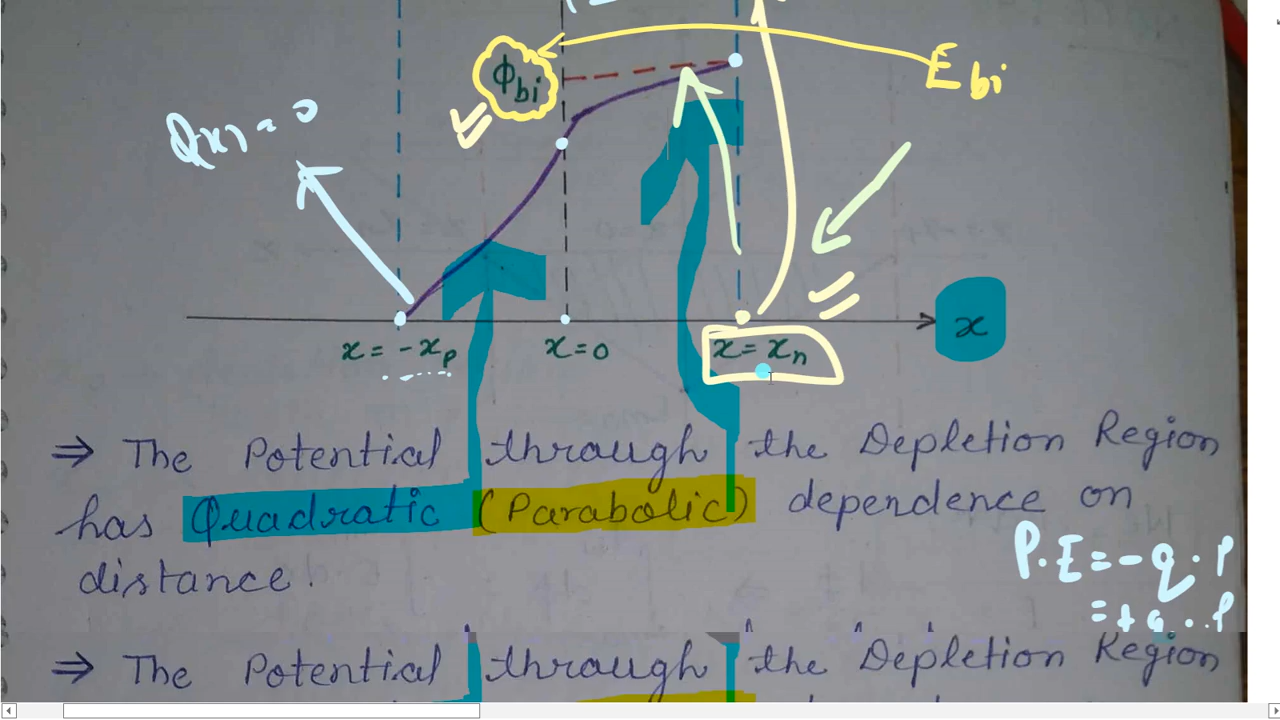 Φbi
Ebi
x = -xp
x = 0
x = xn
x
⇒ The Potential through the Depletion Region
has Quadratic (Parabolic) dependence on
distance.
P.E = -q. P
⇒ The Potential through the Depletion Region